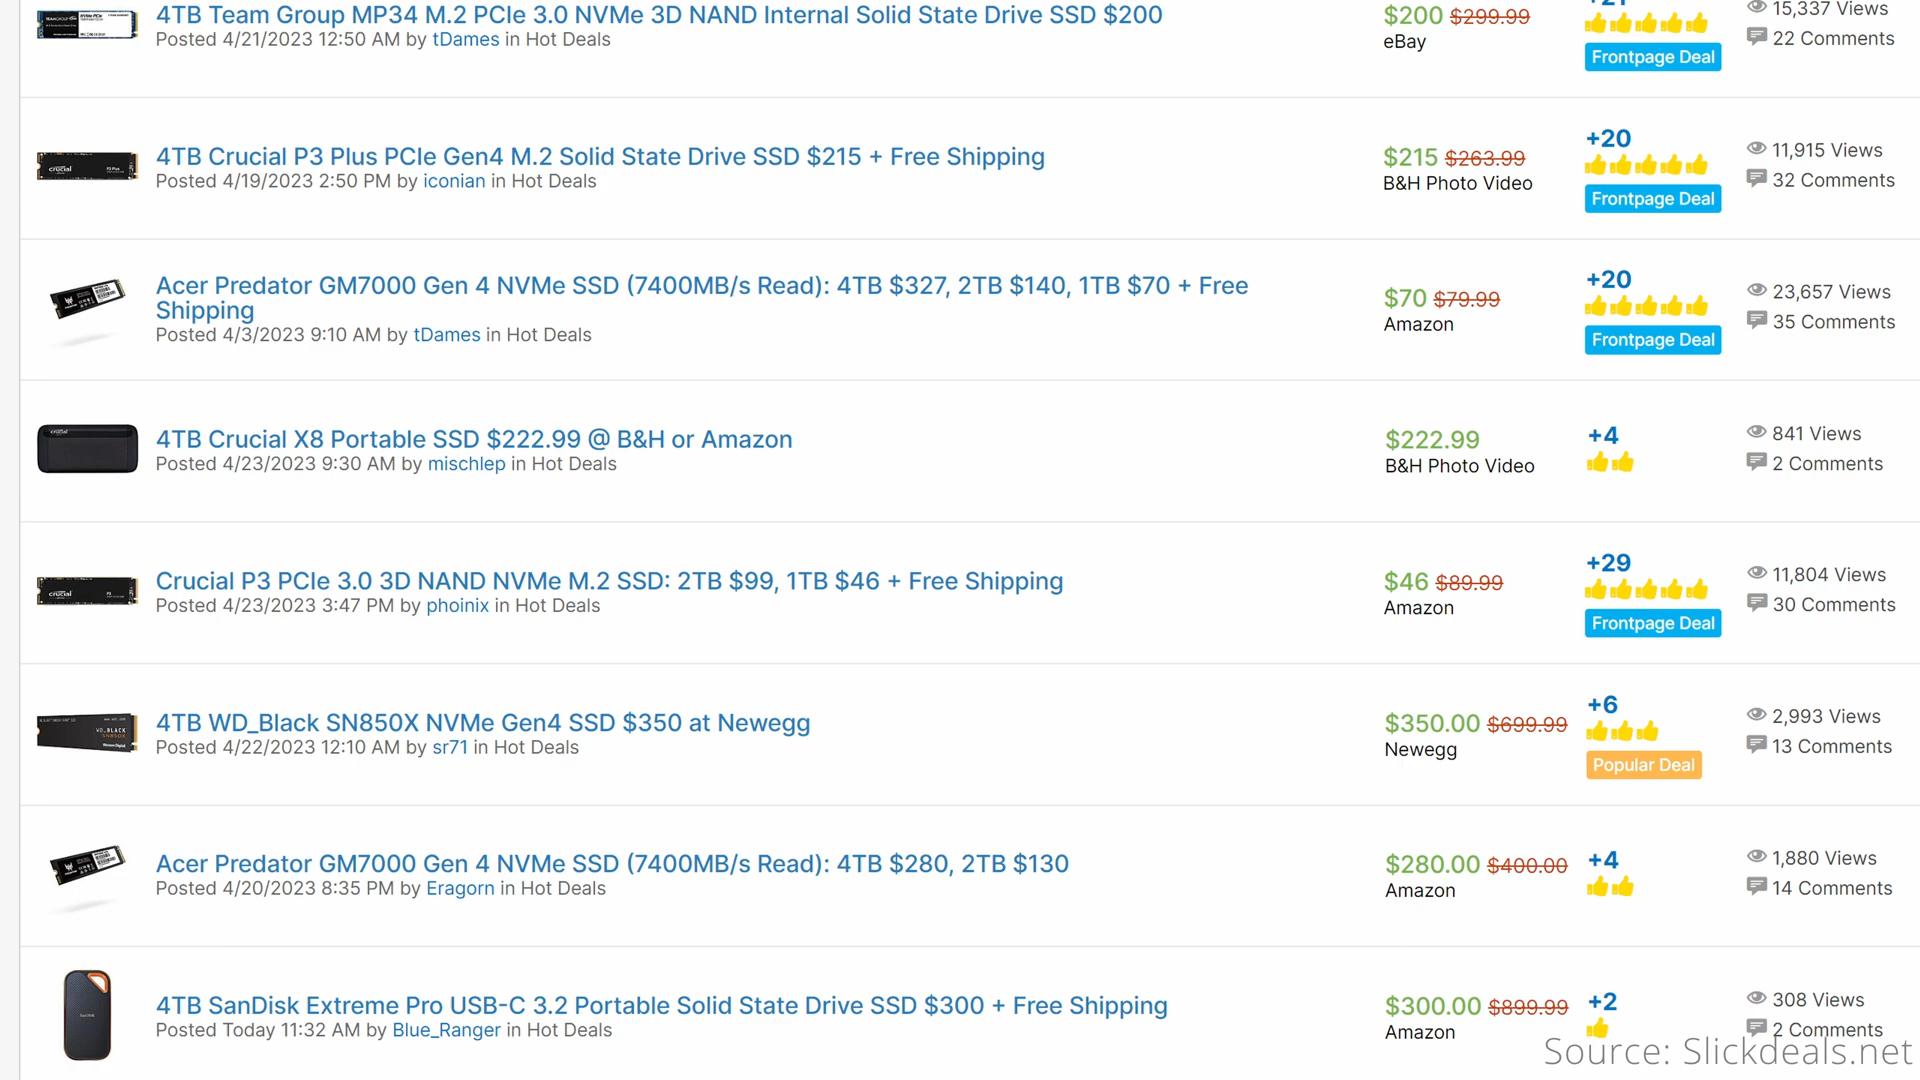 4TB Team Group MP34 M.2 PCIe 3.0 NVMe 3D NAND Internal Solid State Drive SSD $200
Posted 4/21/2023 12:50 AM by tDames in Hot Deals
$200 $299.99
eBay
+21
Frontpage Deal
15,337 Views
22 Comments
4TB Crucial P3 Plus PCIe Gen4 M.2 Solid State Drive SSD $215 + Free Shipping
Posted 4/19/2023 2:50 PM by iconian in Hot Deals
$215 $263.99
B&H Photo Video
+20
Frontpage Deal
11,915 Views
32 Comments
Acer Predator GM7000 Gen 4 NVMe SSD (7400MB/s Read): 4TB $327, 2TB $140, 1TB $70 + Free
Shipping
Posted 4/3/2023 9:10 AM by tDames in Hot Deals
$70 $79.99
Amazon
+20
Frontpage Deal
23,657 Views
35 Comments
4TB Crucial X8 Portable SSD $222.99 @ B&H or Amazon
Posted 4/23/2023 9:30 AM by mischlep in Hot Deals
$222.99
B&H Photo Video
+4
841 Views
2 Comments
Crucial P3 PCIe 3.0 3D NAND NVMe M.2 SSD: 2TB $99, 1TB $46 + Free Shipping
Posted 4/23/2023 3:47 PM by phoinix in Hot Deals
$46 $89.99
Amazon
+29
Frontpage Deal
11,804 Views
30 Comments
4TB WD_Black SN850X NVMe Gen4 SSD $350 at Newegg
Posted 4/22/2023 12:10 AM by sr71 in Hot Deals
$350.00 $699.99
Newegg
+6
Popular Deal
2,993 Views
13 Comments
Acer Predator GM7000 Gen 4 NVMe SSD (7400MB/s Read): 4TB $280, 2TB $130
Posted 4/20/2023 8:35 PM by Eragorn in Hot Deals
$280.00 $400.00
Amazon
+4
1,880 Views
14 Comments
4TB SanDisk Extreme Pro USB-C 3.2 Portable Solid State Drive SSD $300 + Free Shipping
Posted Today 11:32 AM by Blue_Ranger in Hot Deals
$300.00 $899.99
Amazon
+2
308 Views
2 Comments
Source: Slickdeals.net